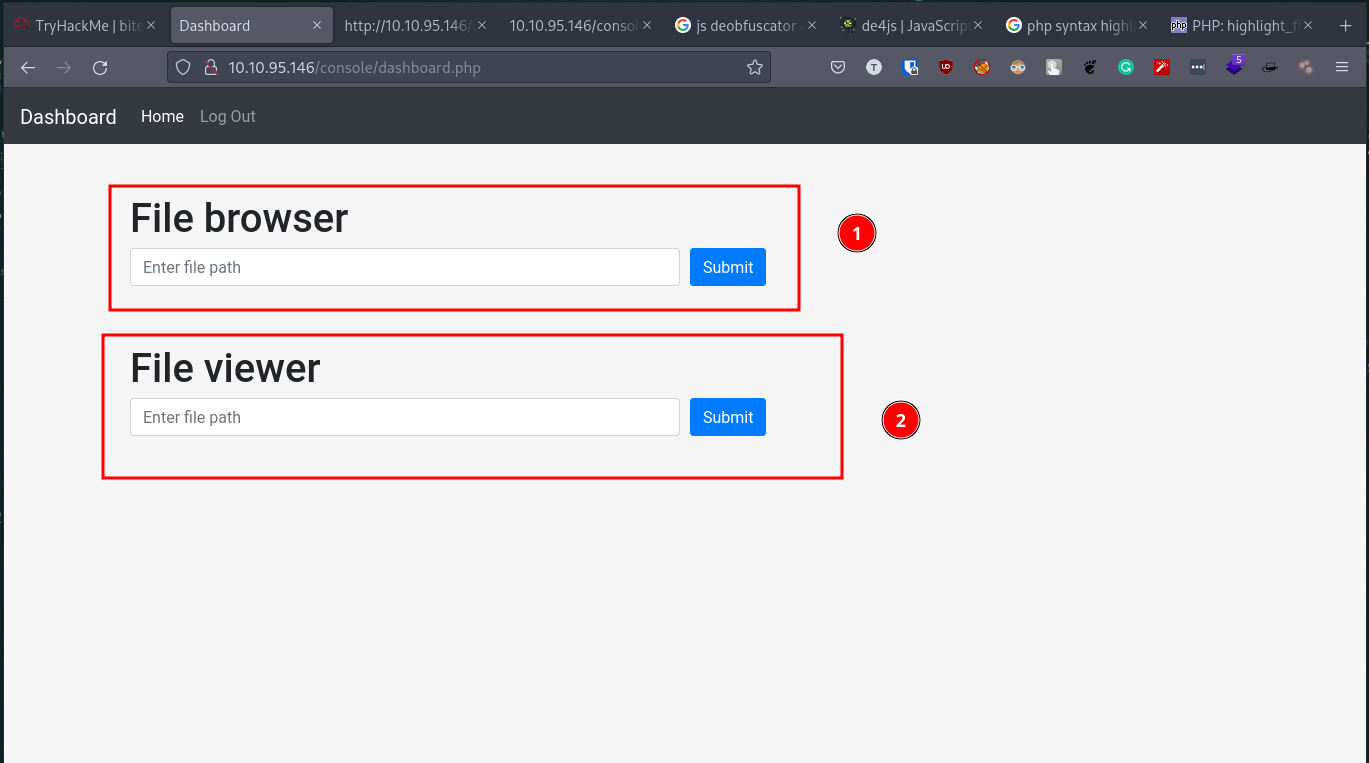 TryHackMe | bite
Dashboard
http://10.10.95.146/
10.10.95.146/consol
js deobfuscator -
de4js | JavaScrip
php syntax highli
PHP: highlight_fi
10.10.95.146/console/dashboard.php
5
Dashboard
Home
Log Out
File browser
Enter file path
Submit
1
File viewer
Enter file path
Submit
2